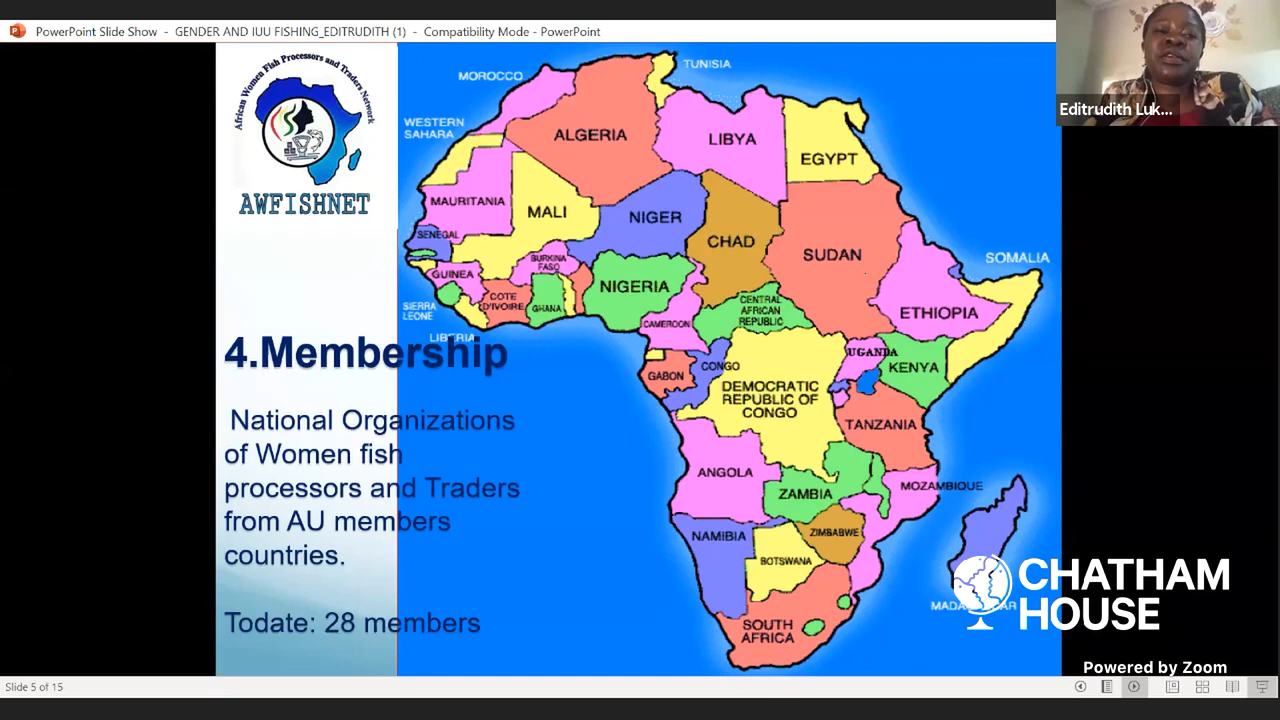 PowerPoint Slide Show - GENDER AND IUU FISHING_EDITRUDITH (1) - Compatibility Mode - PowerPoint
Editrudith Luk...
African Women Fish Processors and Traders Network
AWFISHNET
4.Membership
National Organizations
of Women fish
processors and Traders
from AU members
countries.
Todate: 28 members
TUNISIA
MOROCCO
WESTERN
SAHARA
ALGERIA
LIBYA
EGYPT
MAURITANIA
MALI
NIGER
CHAD
SUDAN
SENEGAL
GUINEA
BURKINA
FASO
SOMALIA
SIERRA
LEONE
COTE
D'IVOIRE
GHANA
NIGERIA
CENTRAL
AFRICAN
REPUBLIC
ETHIOPIA
LIBERIA
CAMEROON
UGANDA
KENYA
GABON
CONGO
DEMOCRATIC
REPUBLIC OF
CONGO
TANZANIA
ANGOLA
ZAMBIA
MOZAMBIQUE
NAMIBIA
ZIMBABWE
BOTSWANA
SOUTH
AFRICA
CHATHAM
HOUSE
Powered by Zoom
Slide 5 of 15